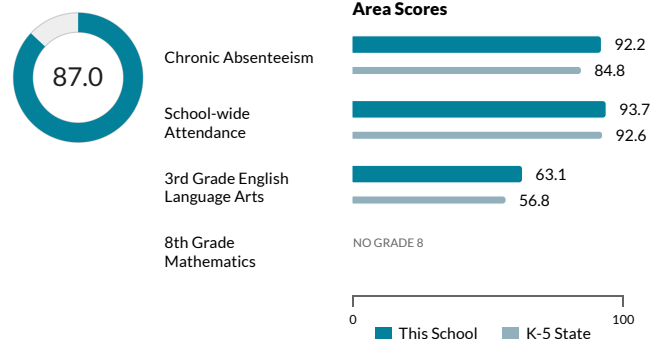 Area Scores
87.0
Chronic Absenteeism
92.2
84.8
School-wide
Attendance
93.7
92.6
3rd Grade English
Language Arts
63.1
56.8
8th Grade
Mathematics
NO GRADE 8
0
100
This School
K-5 State